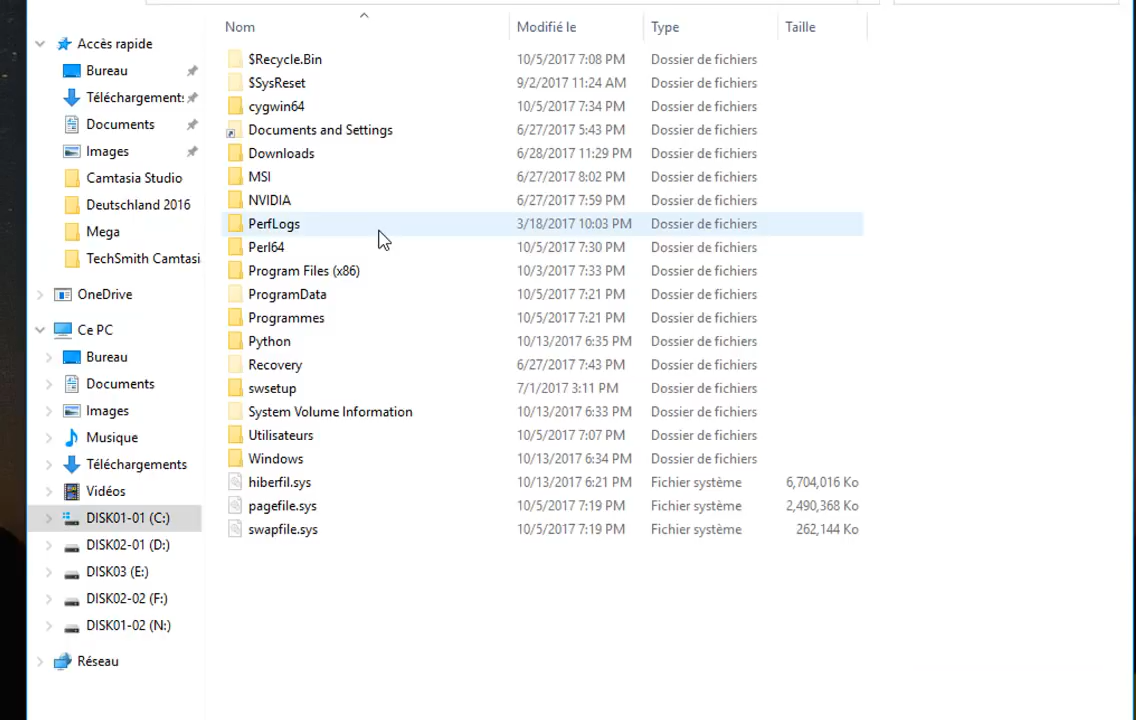 Nom Modifié le Type Taille
Accès rapide
Bureau
Téléchargement:
Documents
Images
Camtasia Studio
Deutschland 2016
Mega
TechSmith Camtasi
OneDrive
Ce PC
Bureau
Documents
Images
Musique
Téléchargements
Vidéos
DISK01-01 (C:)
DISK02-01 (D:)
DISK03 (E:)
DISK02-02 (F:)
DISK01-02 (N:)
Réseau
$Recycle.Bin 10/5/2017 7:08 PM Dossier de fichiers
$SysReset 9/2/2017 11:24 AM Dossier de fichiers
cygwin64 10/5/2017 7:34 PM Dossier de fichiers
Documents and Settings 6/27/2017 5:43 PM Dossier de fichiers
Downloads 6/28/2017 11:29 PM Dossier de fichiers
MSI 6/27/2017 8:02 PM Dossier de fichiers
NVIDIA 6/27/2017 7:59 PM Dossier de fichiers
PerfLogs 3/18/2017 10:03 PM Dossier de fichiers
Perl64 10/5/2017 7:30 PM Dossier de fichiers
Program Files (x86) 10/3/2017 7:33 PM Dossier de fichiers
ProgramData 10/5/2017 7:21 PM Dossier de fichiers
Programmes 10/5/2017 7:21 PM Dossier de fichiers
Python 10/13/2017 6:35 PM Dossier de fichiers
Recovery 6/27/2017 7:43 PM Dossier de fichiers
swsetup 7/1/2017 3:11 PM Dossier de fichiers
System Volume Information 10/13/2017 6:33 PM Dossier de fichiers
Utilisateurs 10/5/2017 7:07 PM Dossier de fichiers
Windows 10/13/2017 6:34 PM Dossier de fichiers
hiberfil.sys 10/13/2017 6:21 PM Fichier système 6,704,016 Ko
pagefile.sys 10/5/2017 7:19 PM Fichier système 2,490,368 Ko
swapfile.sys 10/5/2017 7:19 PM Fichier système 262,144 Ko